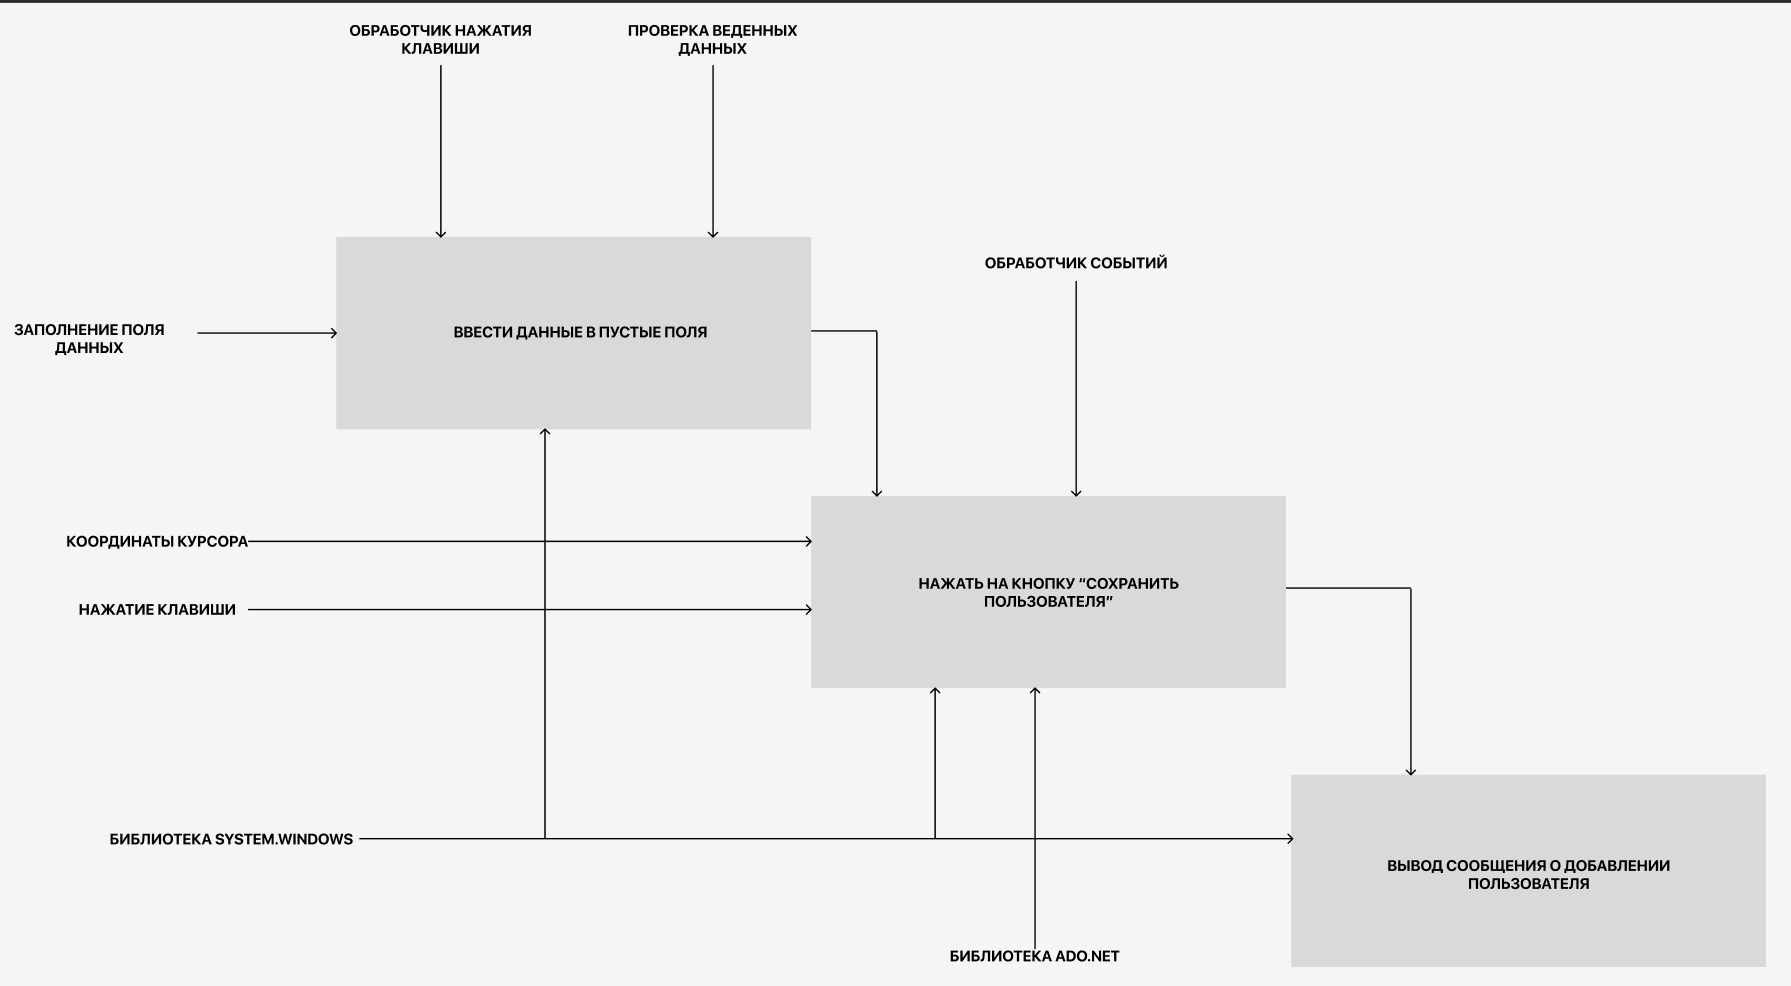 ОБРАБОТЧИК НАЖАТИЯ
КЛАВИШИ
ПРОВЕРКА ВЕДЕННЫХ
ДАННЫХ
ОБРАБОТЧИК СОБЫТИЙ
ЗАПОЛНЕНИЕ ПОЛЯ
ДАННЫХ
ВВЕСТИ ДАННЫЕ В ПУСТЫЕ ПОЛЯ
КООРДИНАТЫ КУРСОРА
НАЖАТИЕ КЛАВИШИ
НАЖАТЬ НА КНОПКУ “СОХРАНИТЬ
ПОЛЬЗОВАТЕЛЯ”
БИБЛИОТЕКА SYSTEM.WINDOWS
ВЫВОД СООБЩЕНИЯ О ДОБАВЛЕНИИ
ПОЛЬЗОВАТЕЛЯ
БИБЛИОТЕКА ADO.NET